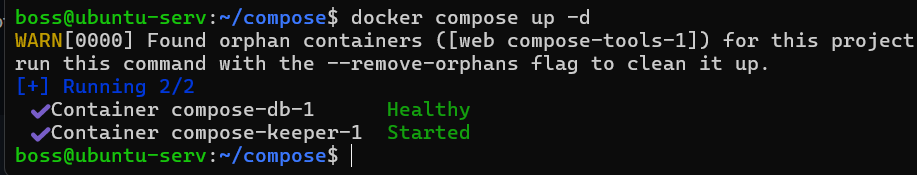 boss@ubuntu-serv:~/compose$ docker compose up -d
WARN[0000] Found orphan containers ([web compose-tools-1]) for this project
run this command with the --remove-orphans flag to clean it up.
[+] Running 2/2
✔Container compose-db-1 Healthy
✔Container compose-keeper-1 Started
boss@ubuntu-serv:~/compose$